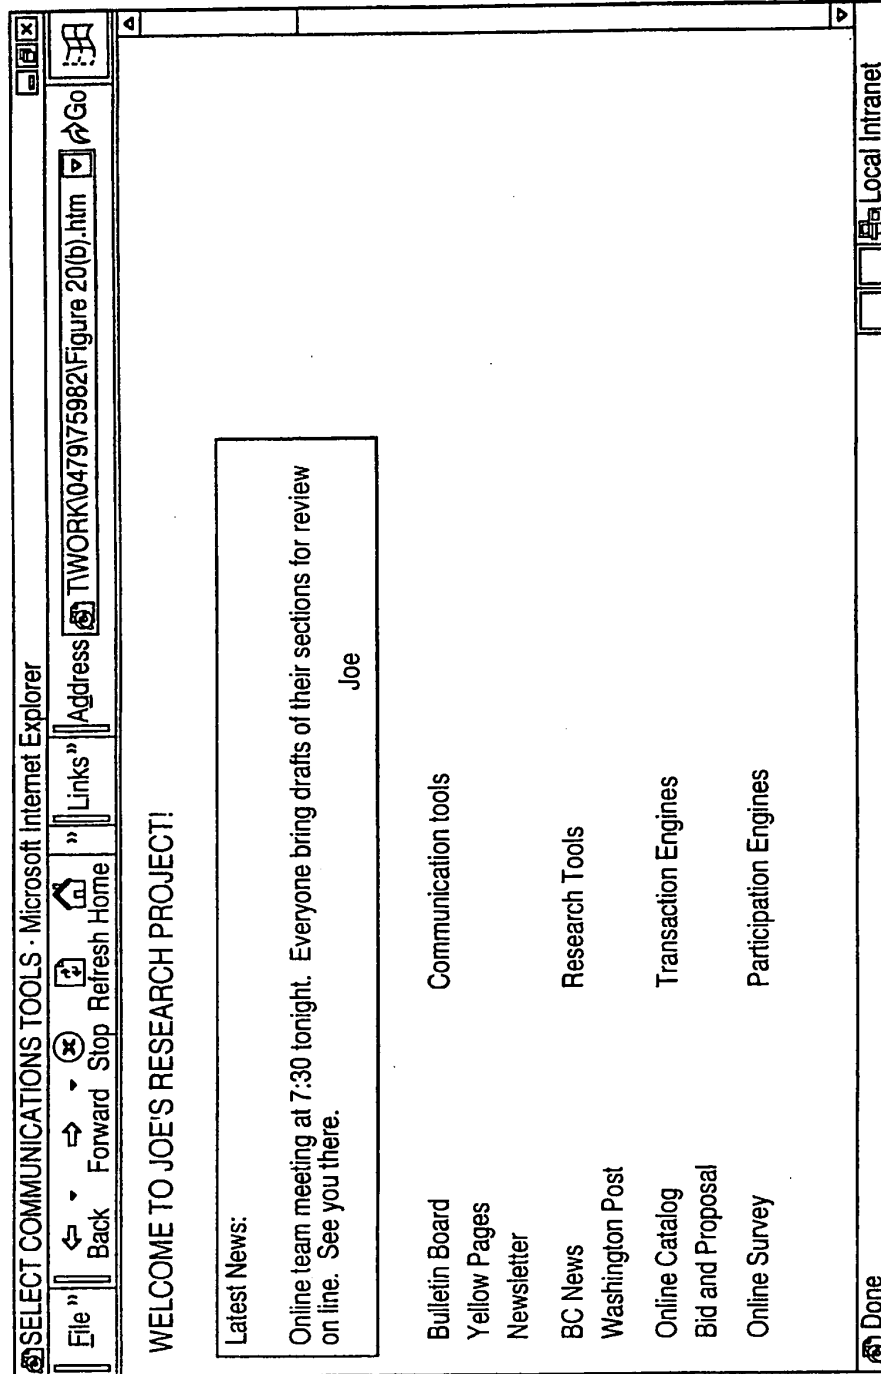 SELECT COMMUNICATIONS TOOLS - Microsoft Internet Explorer
File » Back Forward Stop Refresh Home » Links » Address T\WORK\0479\75982\Figure 20(b).htm Go
WELCOME TO JOE'S RESEARCH PROJECT!
Latest News:
Online team meeting at 7:30 tonight. Everyone bring drafts of their sections for review
on line. See you there.
Joe
Bulletin Board Communication tools
Yellow Pages
Newsletter
BC News Research Tools
Washington Post
Online Catalog Transaction Engines
Bid and Proposal
Online Survey Participation Engines
Done Local Intranet